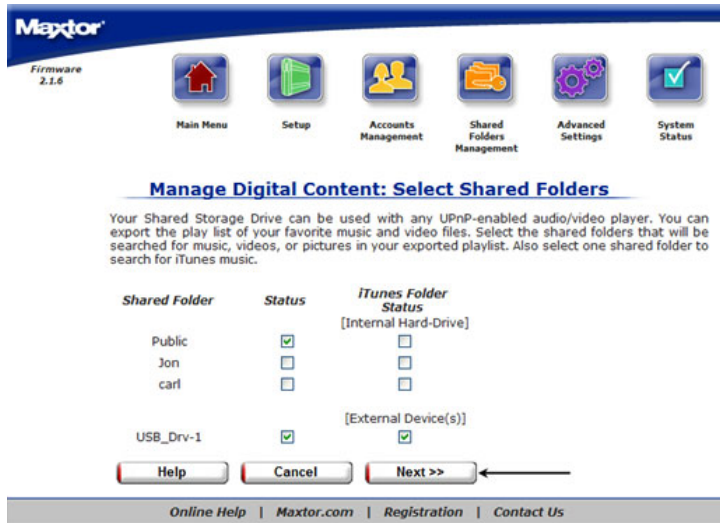 Maxtor
Firmware
2.1.6
Main Menu
Setup
Accounts
Management
Shared
Folders
Management
Advanced
Settings
System
Status
Manage Digital Content: Select Shared Folders
Your Shared Storage Drive can be used with any UPnP-enabled audio/video player. You can
export the play list of your favorite music and video files. Select the shared folders that will be
searched for music, videos, or pictures in your exported playlist. Also select one shared folder to
search for iTunes music.
Shared Folder Status iTunes Folder
Status
[Internal Hard-Drive]
Public
Jon
carl
[External Device(s)]
USB_Drv-1
Help Cancel Next >>
Online Help | Maxtor.com | Registration | Contact Us